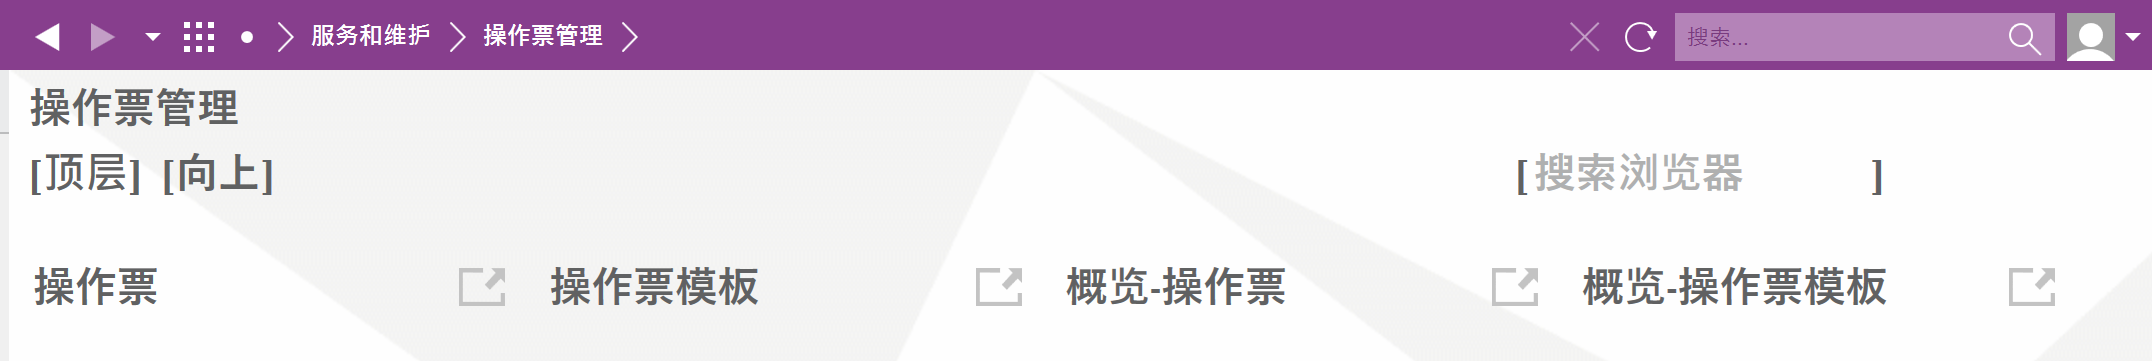 服务和维护 操作票管理 搜索...
操作票管理
[顶层] [向上] [搜索浏览器 ]
操作票 操作票模板 概览-操作票 概览-操作票模板